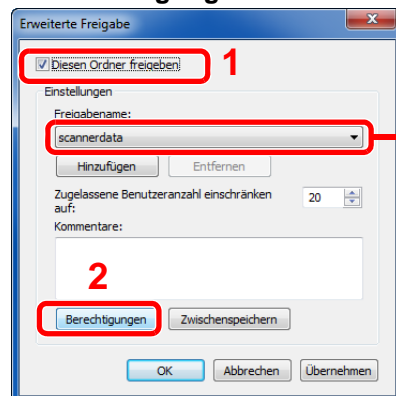 Erweiterte Freigabe
Diesen Ordner freigeben
1
Einstellungen
Freigabename:
scannerdata
Hinzufügen Entfernen
Zugelassene Benutzeranzahl einschränken auf: 20
Kommentare:
2
Berechtigungen Zwischenspeichern
OK Abbrechen Übernehmen